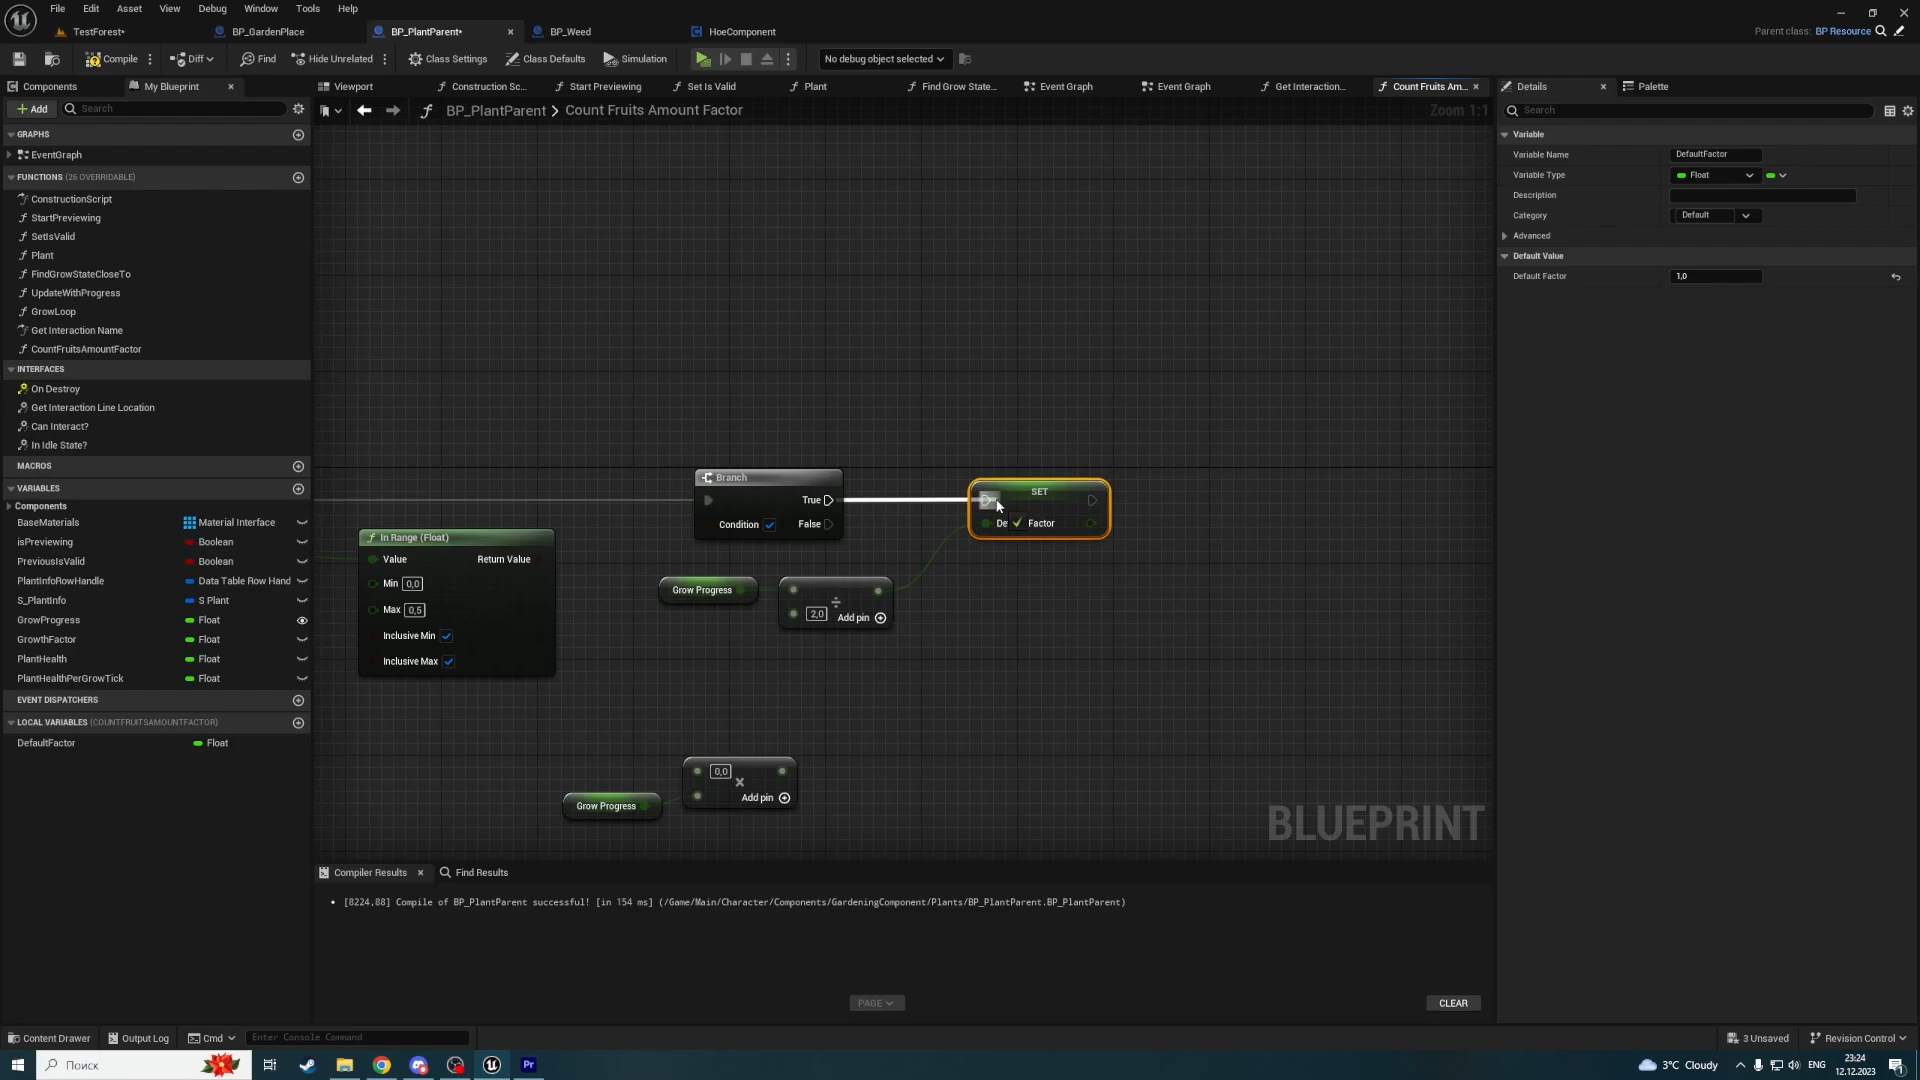 File Edit Asset View Debug Window Tools Help
TestForest* BP_GardenPlace BP_PlantParent* BP_Weed HoeComponent
Parent class: BP Resource
Compile Diff Find Hide Unrelated Class Settings Class Defaults Simulation No debug object selected
Components My Blueprint
Viewport Construction Sc... Start Previewing Set Is Valid Plant Find Grow State... Event Graph Event Graph Get Interaction... Count Fruits Am...
Details Palette
Add Search
BP_PlantParent > Count Fruits Amount Factor
Zoom 1:1
Search
GRAPHS
EventGraph
FUNCTIONS (26 OVERRIDABLE)
ConstructionScript
StartPreviewing
SetIsValid
Plant
FindGrowStateCloseTo
UpdateWithProgress
GrowLoop
Get Interaction Name
CountFruitsAmountFactor
INTERFACES
On Destroy
Get Interaction Line Location
Can Interact?
In Idle State?
MACROS
VARIABLES
Components
BaseMaterials Material Interface
isPreviewing Boolean
PreviousIsValid Boolean
PlantInfoRowHandle Data Table Row Hand
S_PlantInfo S Plant
GrowProgress Float
GrowthFactor Float
PlantHealth Float
PlantHealthPerGrowTick Float
EVENT DISPATCHERS
LOCAL VARIABLES (COUNTFRUITSAMOUNTFACTOR)
DefaultFactor Float
Branch
True
Condition False
SET
De Factor
In Range (Float)
Value Return Value
Min 0,0
Max 0,5
Inclusive Min
Inclusive Max
Grow Progress
÷
2,0 Add pin
0,0
×
Add pin
Grow Progress
BLUEPRINT
Variable
Variable Name DefaultFactor
Variable Type Float
Description
Category Default
Advanced
Default Value
Default Factor 1,0
Compiler Results Find Results
[8224,88] Compile of BP_PlantParent successful! [in 154 ms] (/Game/Main/Character/Components/GardeningComponent/Plants/BP_PlantParent.BP_PlantParent)
PAGE
CLEAR
Content Drawer Output Log Cmd Enter Console Command
3 Unsaved Revision Control
Поиск
Pr
3°C Cloudy ENG
23:24
12.12.2023
1